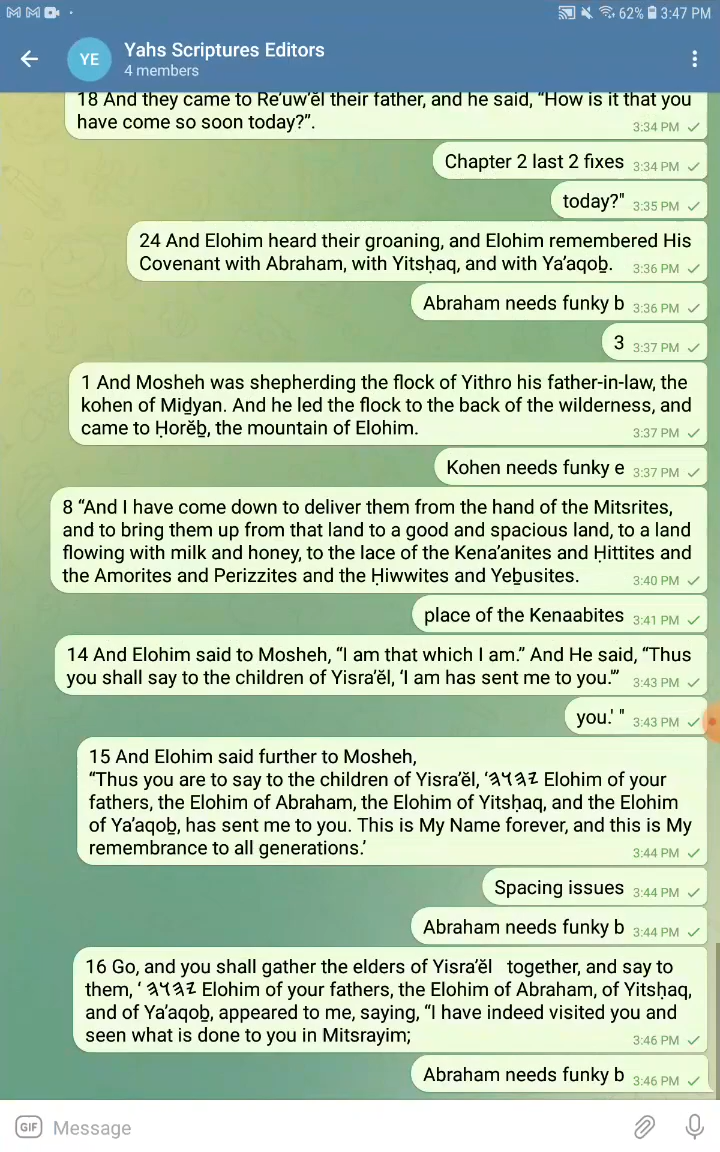 62% 3:47 PM
YE
Yahs Scriptures Editors
4 members
18 And they came to Re’uw’ĕl their father, and he said, “How is it that you
have come so soon today?”.
3:34 PM
Chapter 2 last 2 fixes 3:34 PM
today?" 3:35 PM
24 And Elohim heard their groaning, and Elohim remembered His
Covenant with Abraham, with Yitsḥaq, and with Ya’aqoḇ. 3:36 PM
Abraham needs funky b 3:36 PM
3 3:37 PM
1 And Mosheh was shepherding the flock of Yithro his father-in-law, the
kohen of Miḏyan. And he led the flock to the back of the wilderness, and
came to Ḥorĕḇ, the mountain of Elohim. 3:37 PM
Kohen needs funky e 3:37 PM
8 “And I have come down to deliver them from the hand of the Mitsrites,
and to bring them up from that land to a good and spacious land, to a land
flowing with milk and honey, to the lace of the Kena’anites and Ḥittites and
the Amorites and Perizzites and the Ḥiwwites and Yeḇusites. 3:40 PM
place of the Kenaabites 3:41 PM
14 And Elohim said to Mosheh, “I am that which I am.” And He said, “Thus
you shall say to the children of Yisra’ĕl, ‘I am has sent me to you.’” 3:43 PM
you.' " 3:43 PM
15 And Elohim said further to Mosheh,
“Thus you are to say to the children of Yisra’ĕl, ‘𐤉𐤄𐤅𐤄 Elohim of your
fathers, the Elohim of Abraham, the Elohim of Yitsḥaq, and the Elohim
of Ya’aqoḇ, has sent me to you. This is My Name forever, and this is My
remembrance to all generations.’ 3:44 PM
Spacing issues 3:44 PM
Abraham needs funky b 3:44 PM
16 Go, and you shall gather the elders of Yisra’ĕl   together, and say to
them, ‘ 𐤉𐤄𐤅𐤄 Elohim of your fathers, the Elohim of Abraham, of Yitsḥaq,
and of Ya’aqoḇ, appeared to me, saying, “I have indeed visited you and
seen what is done to you in Mitsrayim; 3:46 PM
Abraham needs funky b 3:46 PM
GIF Message